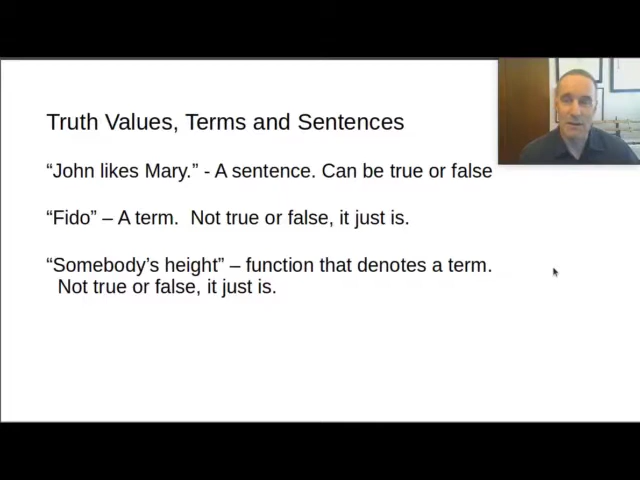 Truth Values, Terms and Sentences
“John likes Mary.” - A sentence. Can be true or false
“Fido” – A term.  Not true or false, it just is.
“Somebody’s height” – function that denotes a term.
Not true or false, it just is.